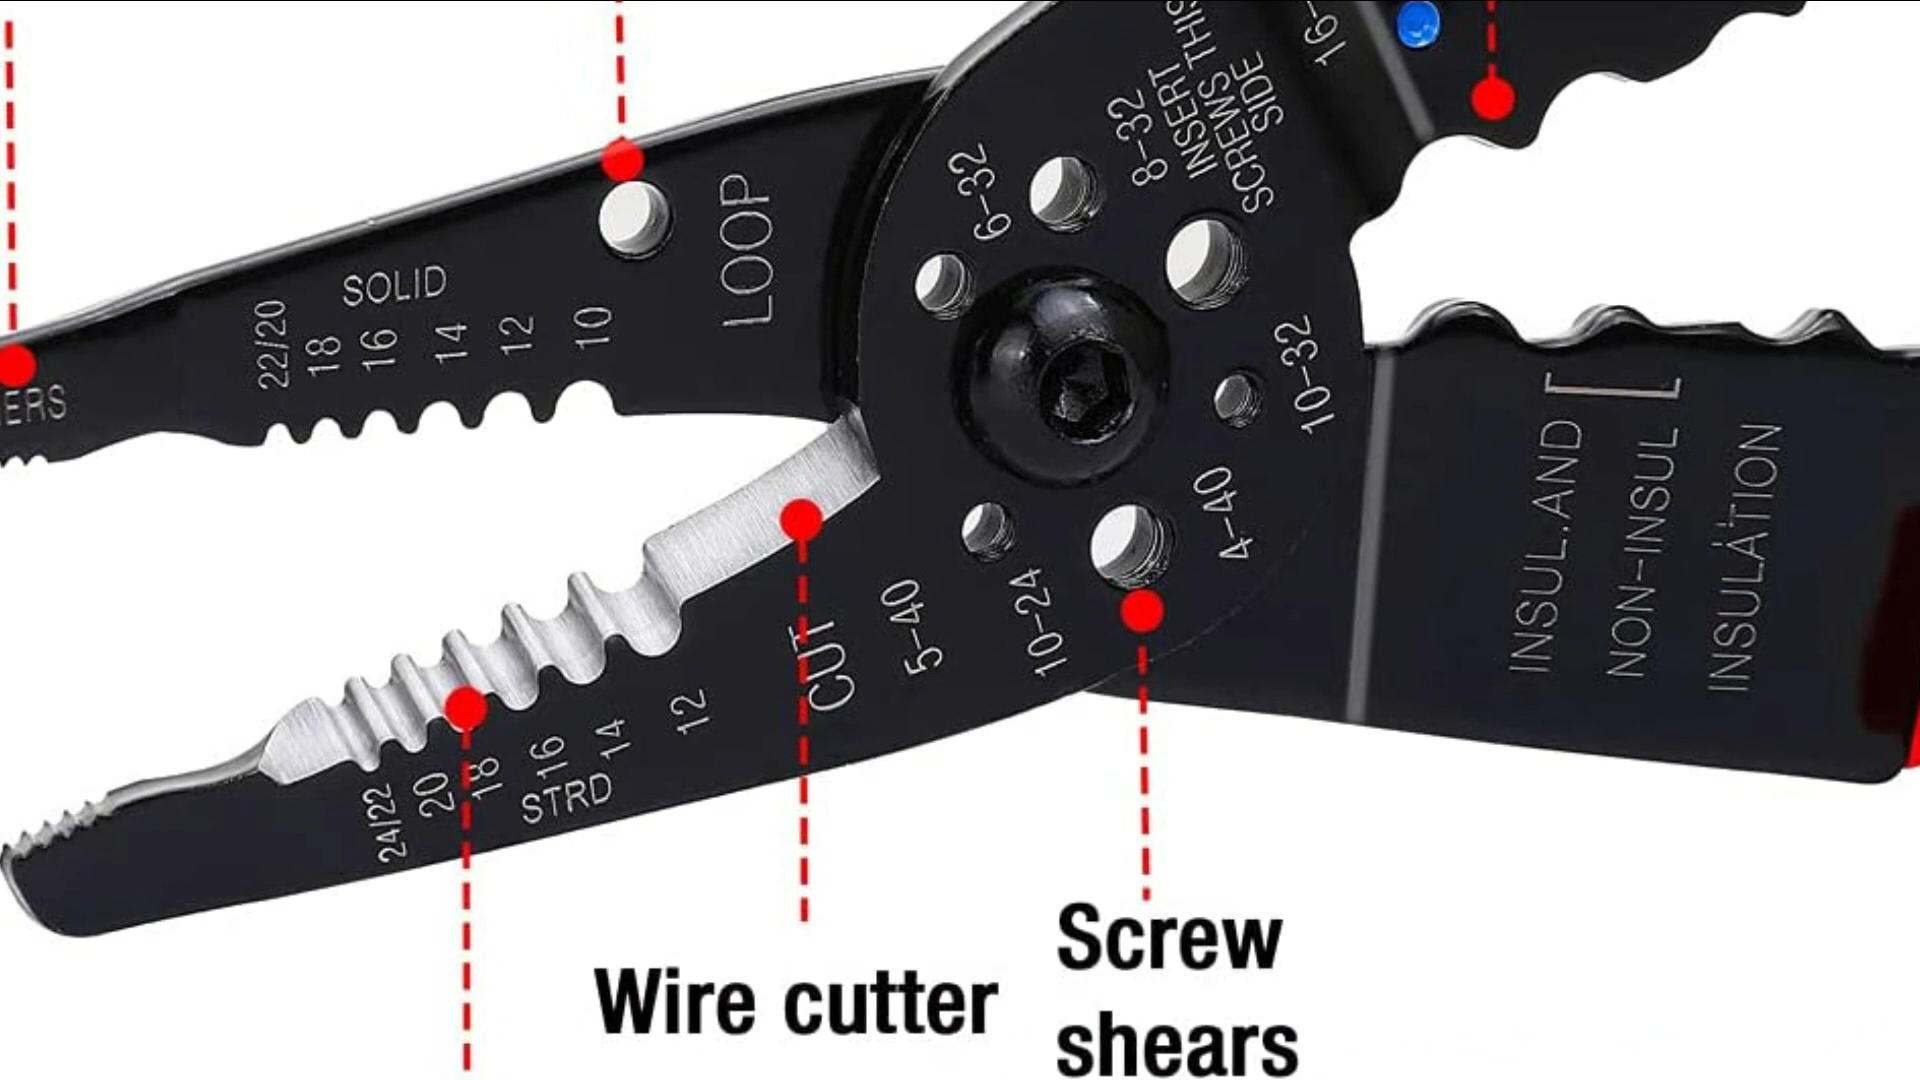 16-
INSERT THIS
SCREWS
SIDE
8-32
6-32
LOOP
SOLID
22/20
18
16
14
12
10
ERS
10-32
4-40
10-24
5-40
CUT
12
14
16
18
20
24/22
STRD
INSUL.AND [
NON-INSUL
INSULATION
Wire cutter
Screw
shears